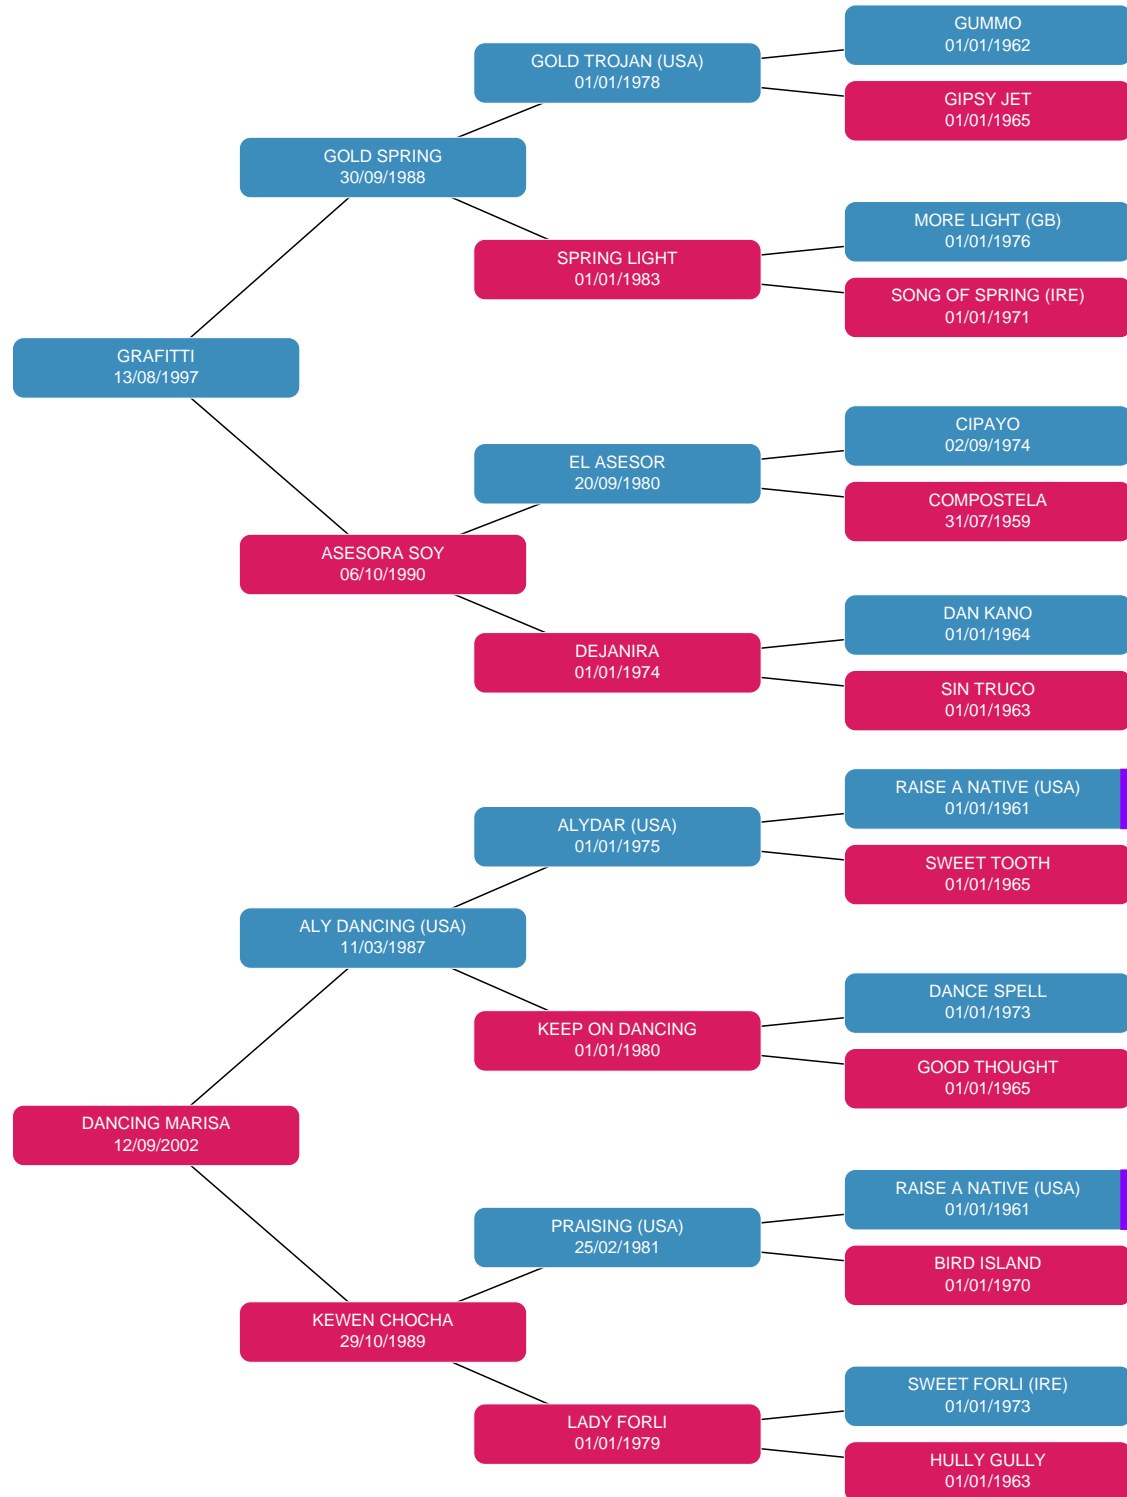 GUMMO
01/01/1962
GOLD TROJAN (USA)
01/01/1978
GIPSY JET
01/01/1965
GOLD SPRING
30/09/1988
MORE LIGHT (GB)
01/01/1976
SPRING LIGHT
01/01/1983
SONG OF SPRING (IRE)
01/01/1971
GRAFITTI
13/08/1997
CIPAYO
02/09/1974
EL ASESOR
20/09/1980
COMPOSTELA
31/07/1959
ASESORA SOY
06/10/1990
DAN KANO
01/01/1964
DEJANIRA
01/01/1974
SIN TRUCO
01/01/1963
RAISE A NATIVE (USA)
01/01/1961
ALYDAR (USA)
01/01/1975
SWEET TOOTH
01/01/1965
ALY DANCING (USA)
11/03/1987
DANCE SPELL
01/01/1973
KEEP ON DANCING
01/01/1980
GOOD THOUGHT
01/01/1965
DANCING MARISA
12/09/2002
RAISE A NATIVE (USA)
01/01/1961
PRAISING (USA)
25/02/1981
BIRD ISLAND
01/01/1970
KEWEN CHOCHA
29/10/1989
SWEET FORLI (IRE)
01/01/1973
LADY FORLI
01/01/1979
HULLY GULLY
01/01/1963